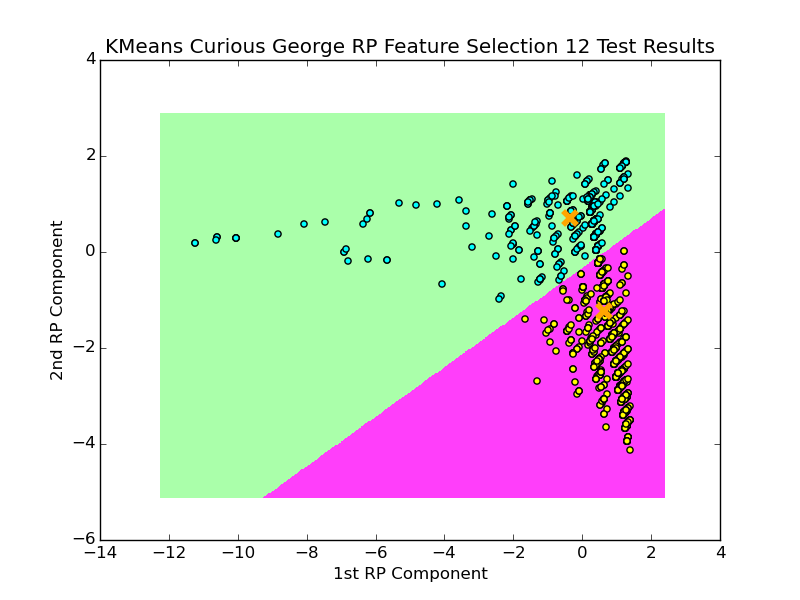 KMeans Curious George RP Feature Selection 12 Test Results
4
2
0
−2
−4
−6
2nd RP Component
−14 −12 −10 −8 −6 −4 −2 0 2 4
1st RP Component